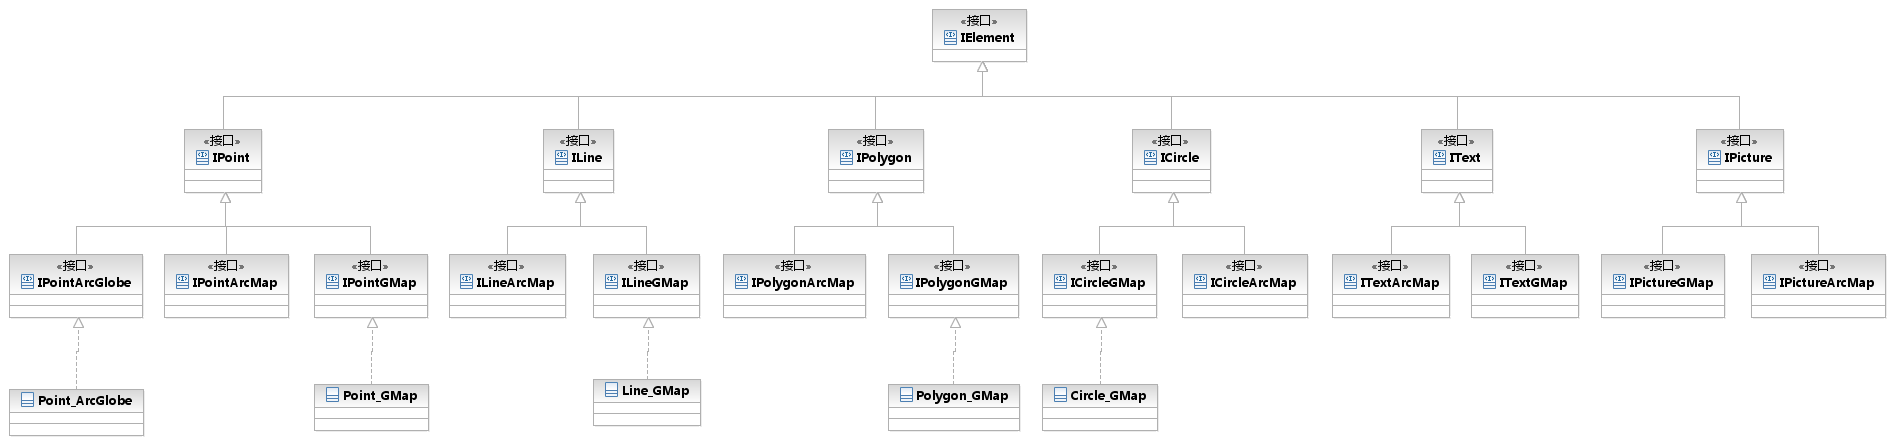 «接口»
IElement
«接口»
IPoint
«接口»
ILine
«接口»
IPolygon
«接口»
ICircle
«接口»
IText
«接口»
IPicture
«接口»
IPointArcGlobe
«接口»
IPointArcMap
«接口»
IPointGMap
«接口»
ILineArcMap
«接口»
ILineGMap
«接口»
IPolygonArcMap
«接口»
IPolygonGMap
«接口»
ICircleGMap
«接口»
ICircleArcMap
«接口»
ITextArcMap
«接口»
ITextGMap
«接口»
IPictureGMap
«接口»
IPictureArcMap
Point_ArcGlobe
Point_GMap
Line_GMap
Polygon_GMap
Circle_GMap